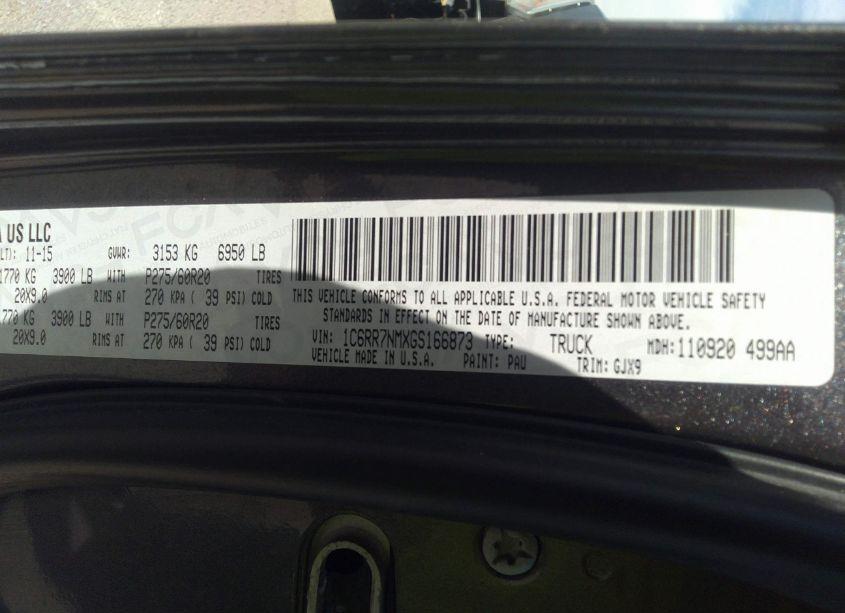 A US LLC
LT): 11-15 GVWR: 3153 KG 6950 LB
1770 KG 3900 LB WITH P275/60R20 TIRES
20X9.0 RIMS AT 270 KPA ( 39 PSI) COLD
1770 KG 3900 LB WITH P275/60R20 TIRES
20X9.0 RIMS AT 270 KPA ( 39 PSI) COLD
THIS VEHICLE CONFORMS TO ALL APPLICABLE U.S.A. FEDERAL MOTOR VEHICLE SAFETY
STANDARDS IN EFFECT ON THE DATE OF MANUFACTURE SHOWN ABOVE.
VIN: 1C6RR7NMXGS166873 TYPE: TRUCK MDH:110920 499AA
VEHICLE MADE IN U.S.A. PAINT: PAU TRIM: GJX9